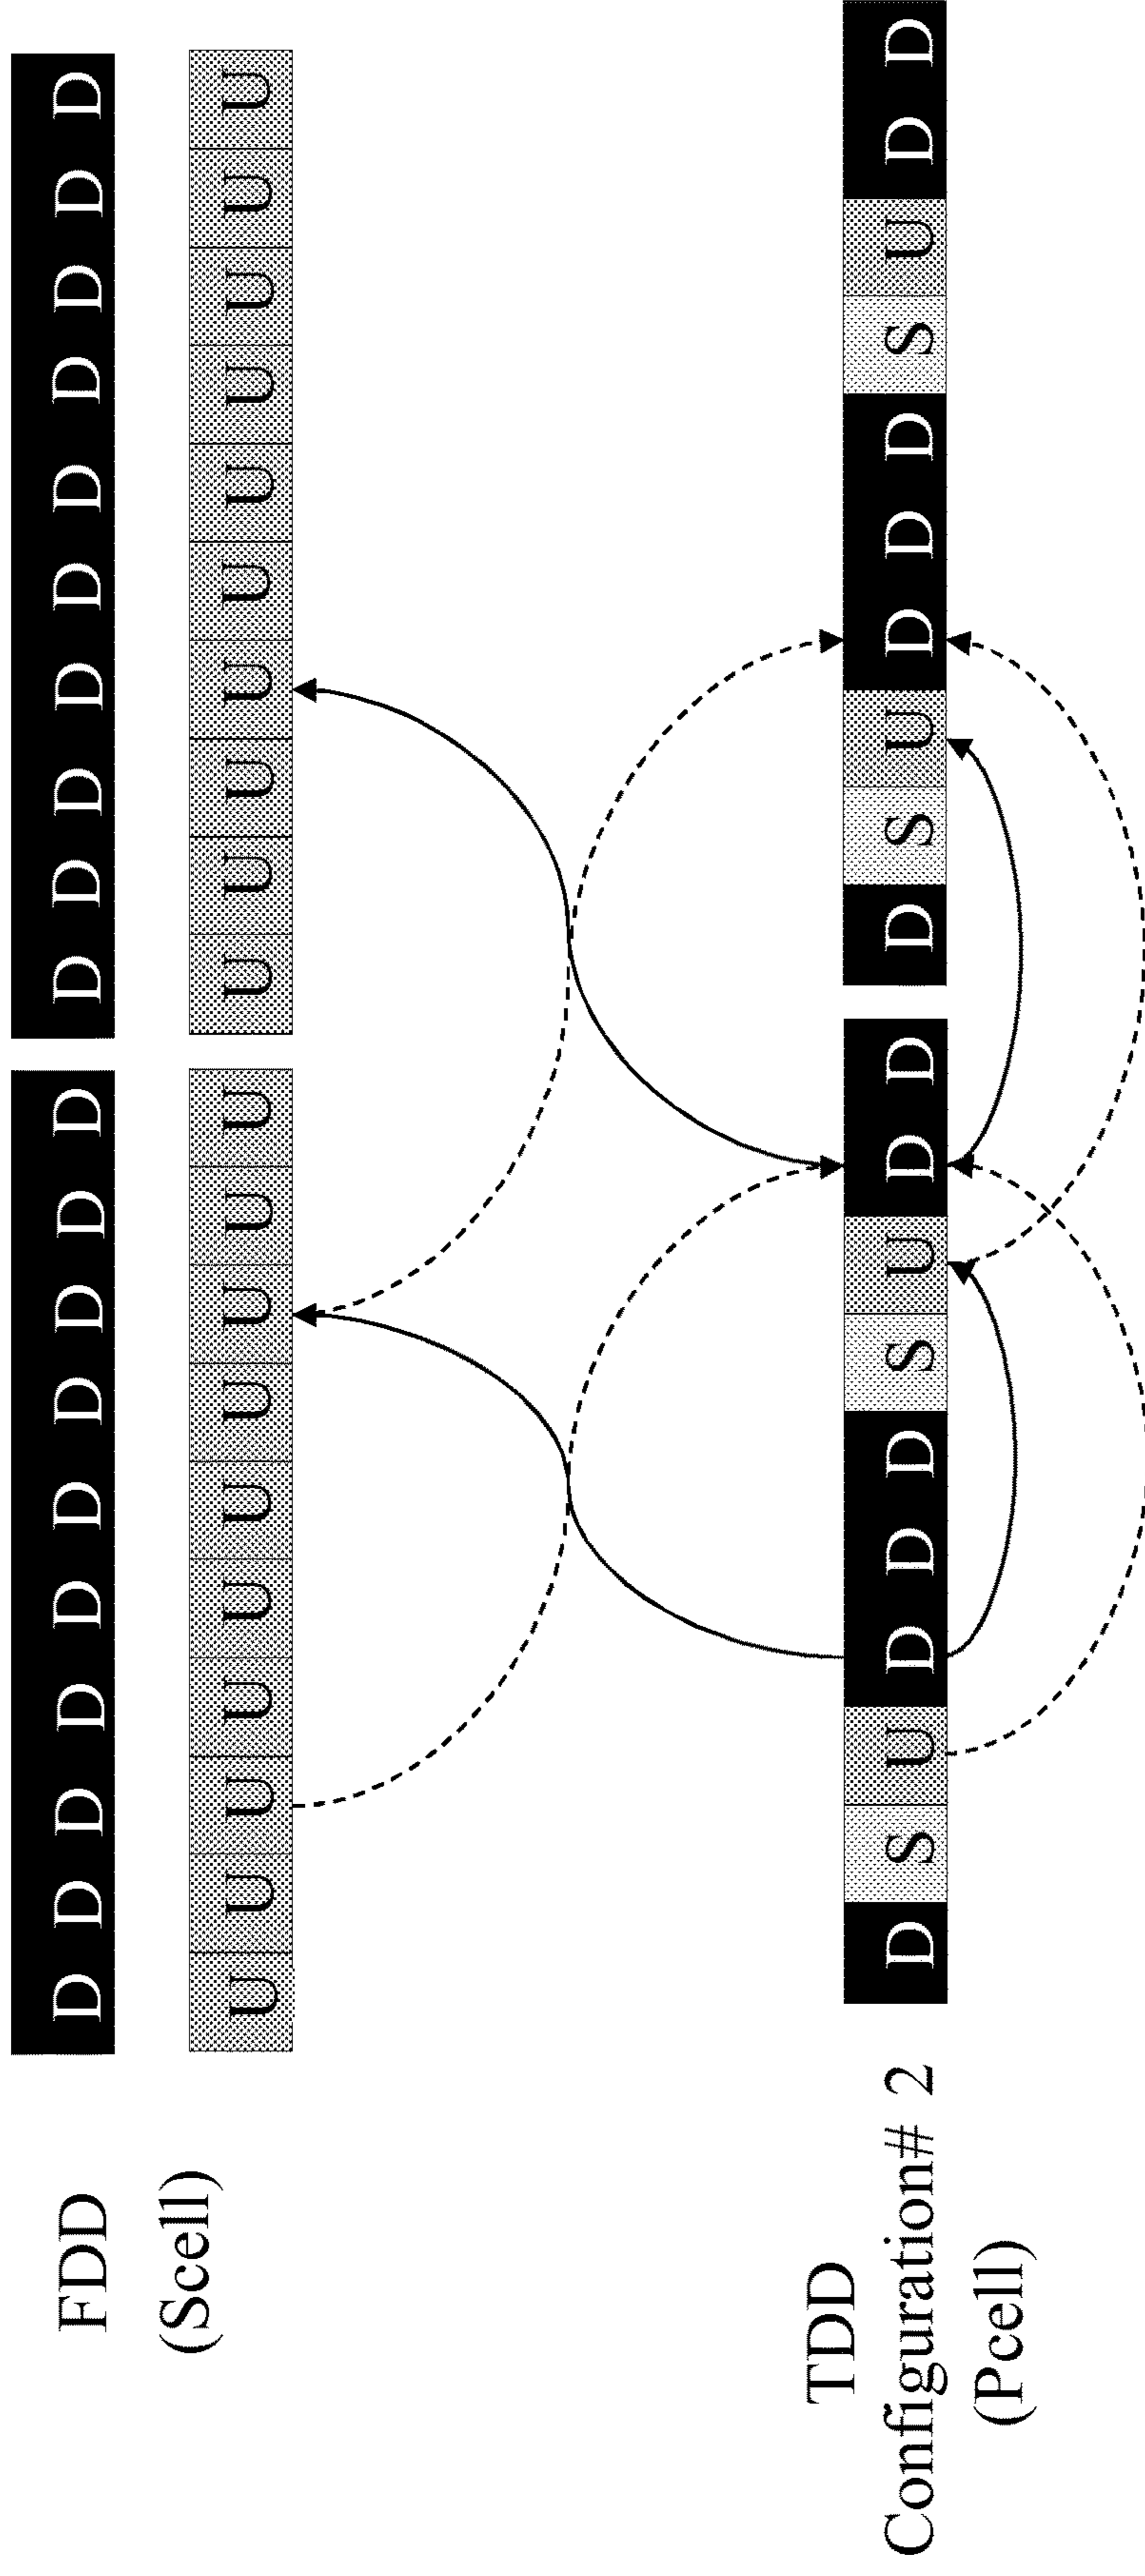 FDD
(Scell)
D D D D D D D D D D D D D D D D D D D D
U U U U U U U U U U U U U U U U U U U U
TDD
Configuration# 2
(Pcell)
D S U D D D S U D D D S U D D D S U D D